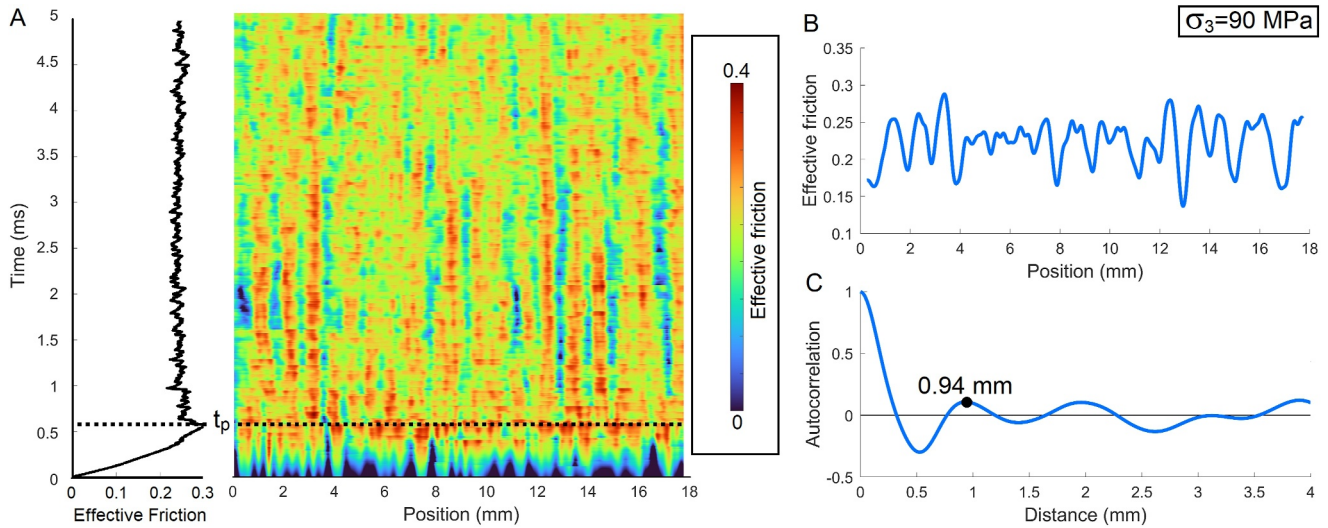 A
5
4.5
4
3.5
3
2.5
2
1.5
1
0.5
0
Time (ms)
tp
0 0.1 0.2 0.3
Effective Friction
0 2 4 6 8 10 12 14 16 18
Position (mm)
0.4
Effective friction
0
B
σ3=90 MPa
0.35
0.3
0.25
0.2
0.15
0.1
Effective friction
0 2 4 6 8 10 12 14 16 18
Position (mm)
C
1
0.5
0
-0.5
Autocorrelation
0.94 mm
0 0.5 1 1.5 2 2.5 3 3.5 4
Distance (mm)